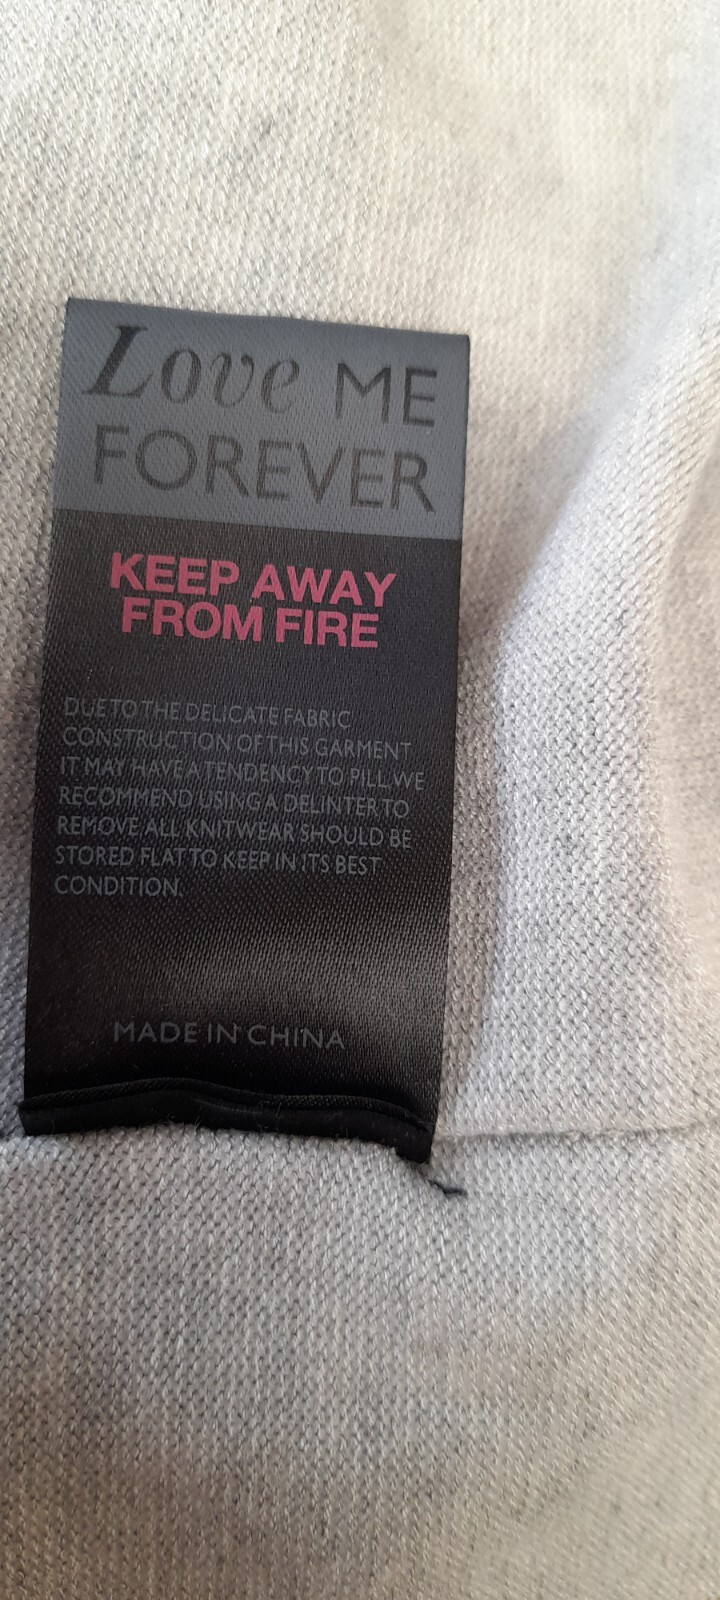 Love ME
FOREVER
KEEP AWAY
FROM FIRE
DUE TO THE DELICATE FABRIC
CONSTRUCTION OF THIS GARMENT
IT MAY HAVE A TENDENCY TO PILL.WE
RECOMMEND USING A DELINTER TO
REMOVE.ALL KNITWEAR SHOULD BE
STORED FLAT TO KEEP IN ITS BEST
CONDITION.
MADE IN CHINA